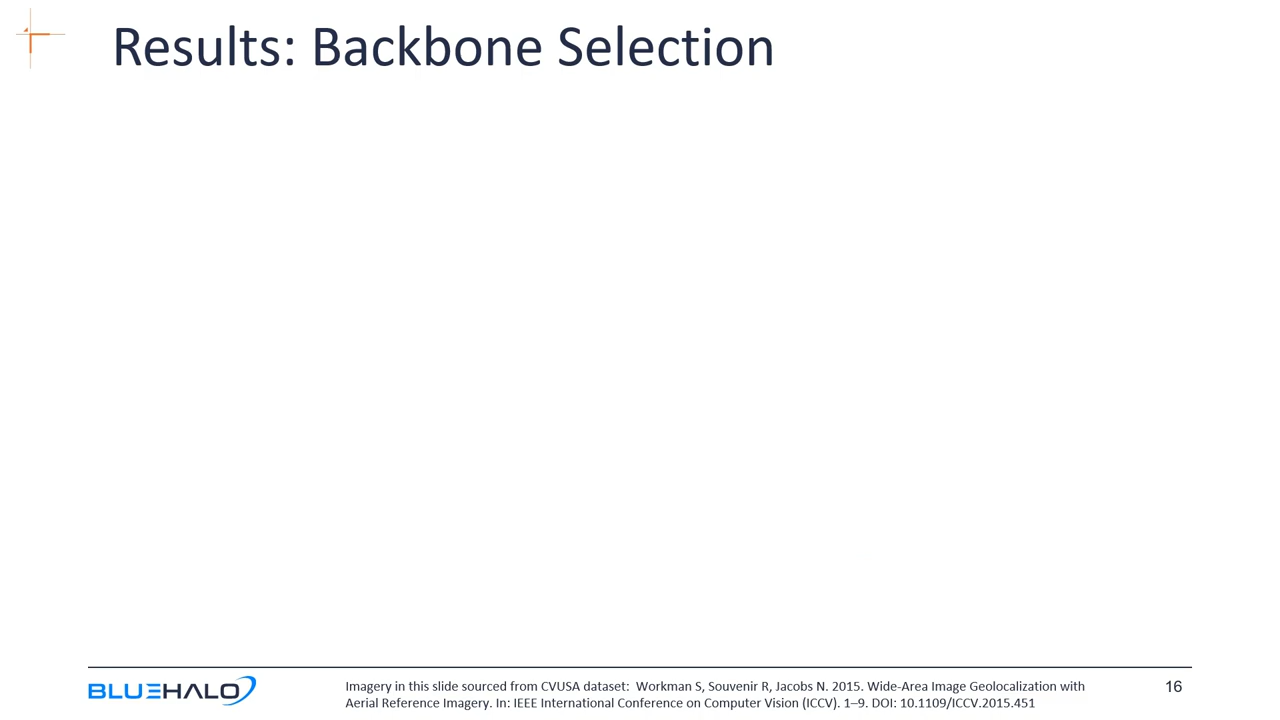 Results: Backbone Selection
BLUEHALO
Imagery in this slide sourced from CVUSA dataset:  Workman S, Souvenir R, Jacobs N. 2015. Wide-Area Image Geolocalization with
Aerial Reference Imagery. In: IEEE International Conference on Computer Vision (ICCV). 1–9. DOI: 10.1109/ICCV.2015.451
16